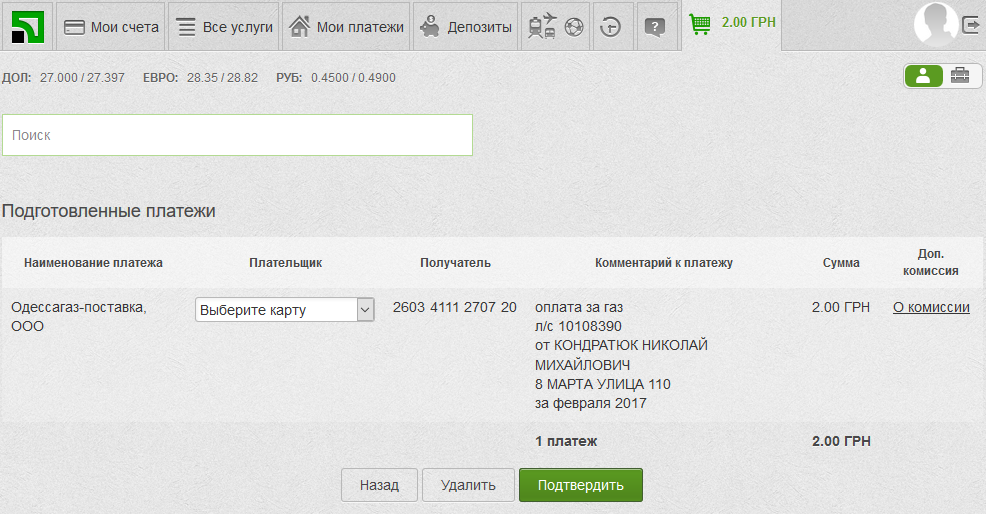 Мои счета
Все услуги
Мои платежи
Депозиты
?
2.00 ГРН
ДОЛ: 27.000 / 27.397 ЕВРО: 28.35 / 28.82 РУБ: 0.4500 / 0.4900
Поиск
Подготовленные платежи
Наименование платежа
Плательщик
Получатель
Комментарий к платежу
Сумма
Доп.
комиссия
Одессагаз-поставка,
ООО
Выберите карту
2603 4111 2707 20
оплата за газ
л/с 10108390
от КОНДРАТЮК НИКОЛАЙ
МИХАЙЛОВИЧ
8 МАРТА УЛИЦА 110
за февраля 2017
2.00 ГРН
О комиссии
1 платеж
2.00 ГРН
Назад
Удалить
Подтвердить